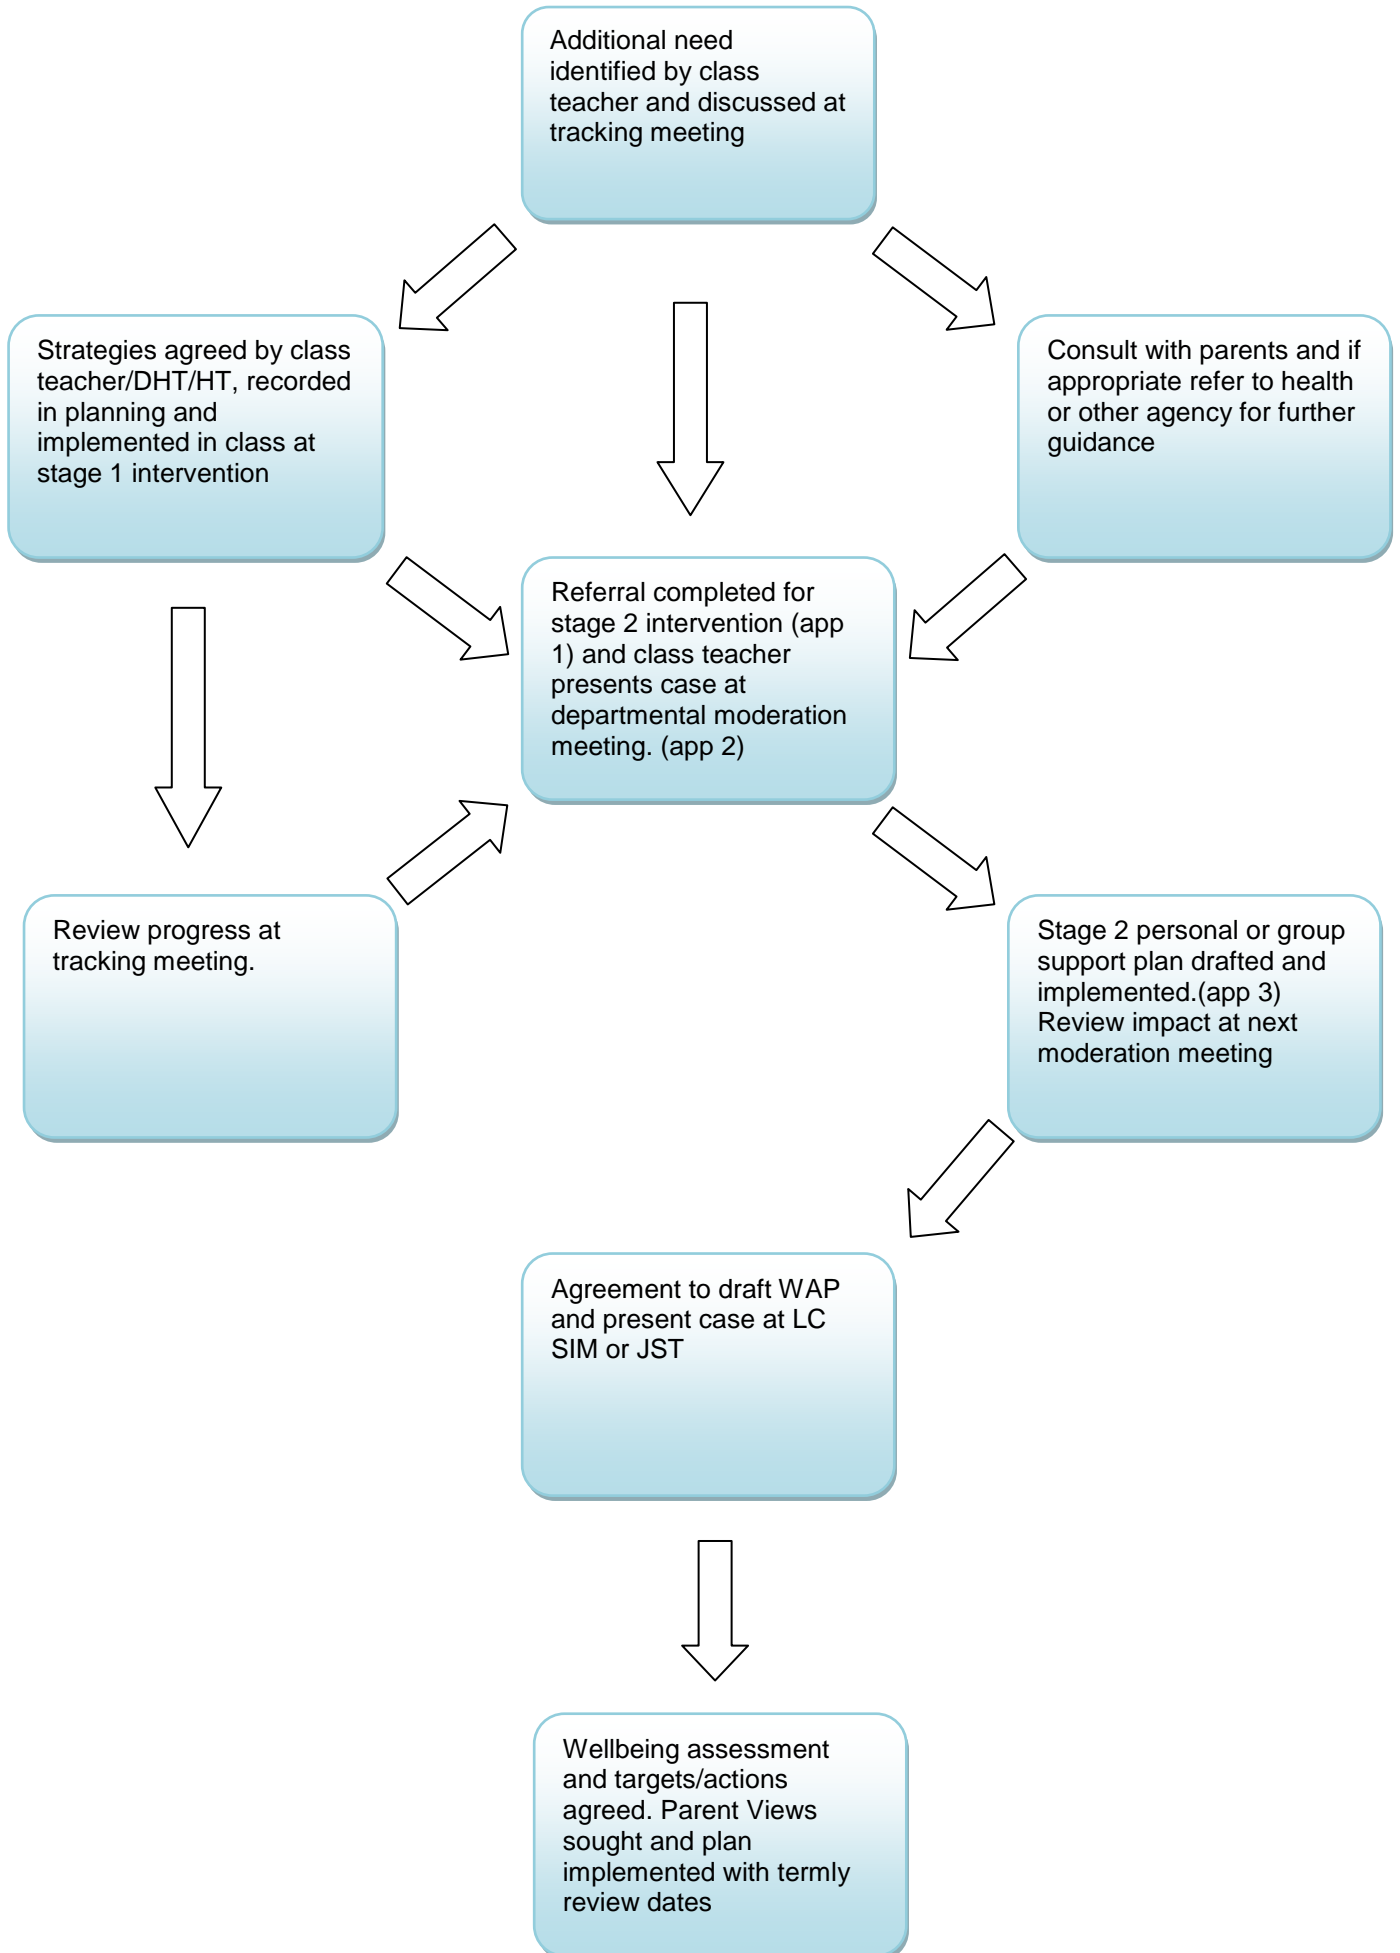 Additional need
identified by class
teacher and discussed at
tracking meeting
Strategies agreed by class
teacher/DHT/HT, recorded
in planning and
implemented in class at
stage 1 intervention
Consult with parents and if
appropriate refer to health
or other agency for further
guidance
Referral completed for
stage 2 intervention (app
1) and class teacher
presents case at
departmental moderation
meeting. (app 2)
Review progress at
tracking meeting.
Stage 2 personal or group
support plan drafted and
implemented.(app 3)
Review impact at next
moderation meeting
Agreement to draft WAP
and present case at LC
SIM or JST
Wellbeing assessment
and targets/actions
agreed. Parent Views
sought and plan
implemented with termly
review dates